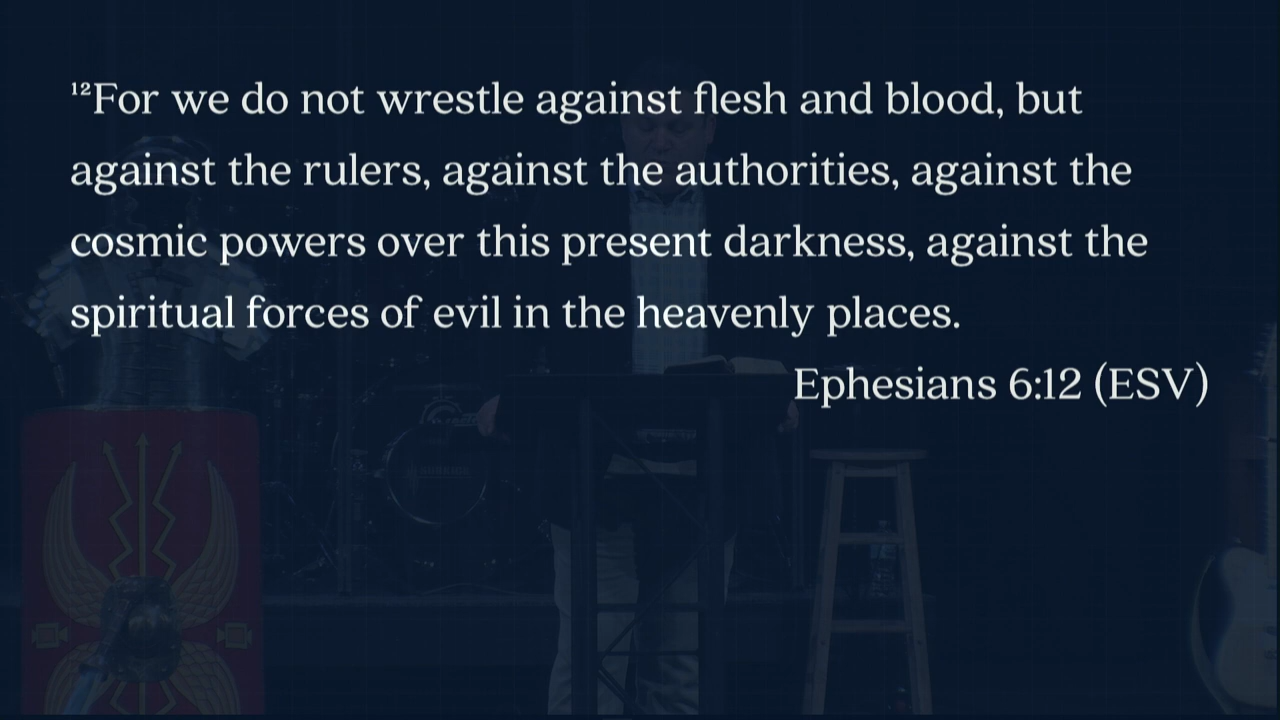 ¹²For we do not wrestle against flesh and blood, but
against the rulers, against the authorities, against the
cosmic powers over this present darkness, against the
spiritual forces of evil in the heavenly places.
Ephesians 6:12 (ESV)